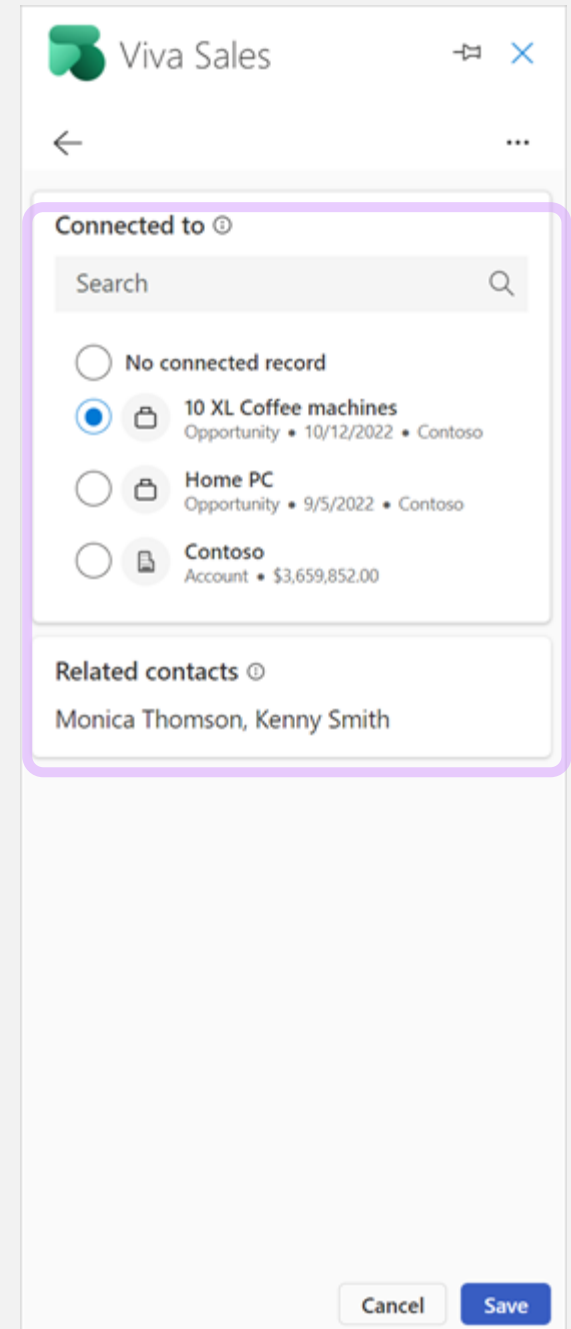 Viva Sales
Connected to
Search
No connected record
10 XL Coffee machines
Opportunity • 10/12/2022 • Contoso
Home PC
Opportunity • 9/5/2022 • Contoso
Contoso
Account • $3,659,852.00
Related contacts
Monica Thomson, Kenny Smith
Cancel Save